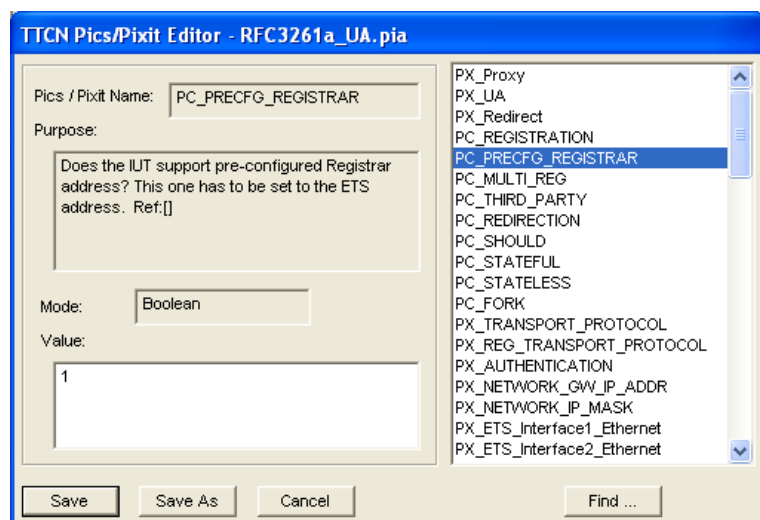 TTCN Pics/Pixit Editor - RFC3261a_UA.pia
Pics / Pixit Name: PC_PRECFG_REGISTRAR
Purpose:
Does the IUT support pre-configured Registrar
address? This one has to be set to the ETS
address. Ref:[]
Mode: Boolean
Value:
1
PX_Proxy
PX_UA
PX_Redirect
PC_REGISTRATION
PC_PRECFG_REGISTRAR
PC_MULTI_REG
PC_THIRD_PARTY
PC_REDIRECTION
PC_SHOULD
PC_STATEFUL
PC_STATELESS
PC_FORK
PX_TRANSPORT_PROTOCOL
PX_REG_TRANSPORT_PROTOCOL
PX_AUTHENTICATION
PX_NETWORK_GW_IP_ADDR
PX_NETWORK_IP_MASK
PX_ETS_Interface1_Ethernet
PX_ETS_Interface2_Ethernet
Save Save As Cancel Find ...